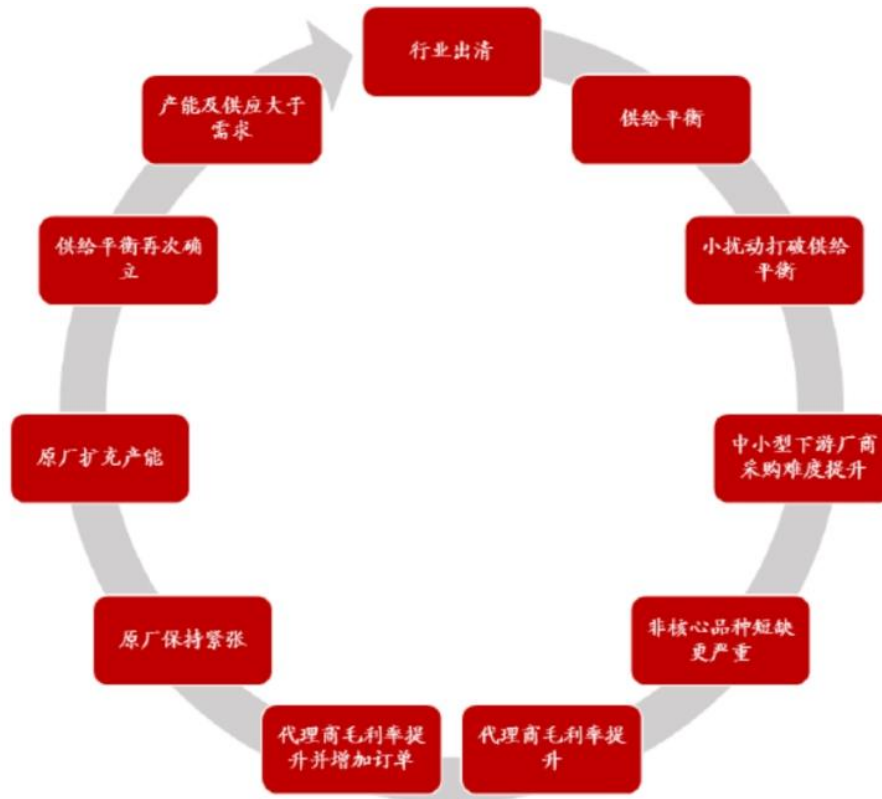 行业出清
供给平衡
小扰动打破供给
平衡
中小型下游厂商
采购难度提升
非核心品种短缺
更严重
代理商毛利率提
升
代理商毛利率提
升并增加订单
原厂保持紧张
原厂扩充产能
供给平衡再次确
立
产能及供应大于
需求